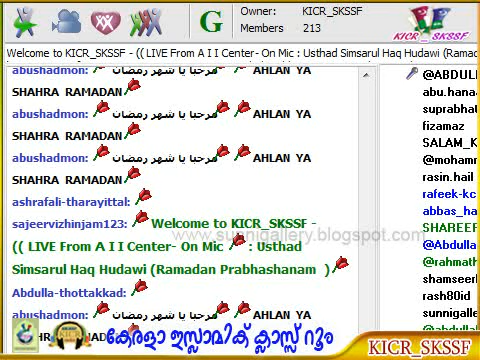 Owner: KICR_SKSSF
Members 213
G
KICR_SKSSF
Welcome to KICR_SKSSF - (( LIVE From A I I Center- On Mic : Usthad Simsarul Haq Hudawi (Ramad
abushadmon: مرحبا يا شهر رمضان AHLAN YA
SHAHRA RAMADAN
abushadmon: مرحبا يا شهر رمضان AHLAN YA
SHAHRA RAMADAN
abushadmon: مرحبا يا شهر رمضان AHLAN YA
SHAHRA RAMADAN
ashrafali-tharayittal:
sajeervizhinjam123: Welcome to KICR_SKSSF -
(( LIVE From A I I Center- On Mic : Usthad
Simsarul Haq Hudawi (Ramadan Prabhashanam )
Abdulla-thottakkad:
abushadmon: مرحبا يا شهر رمضان AHLAN YA
@ABDUL
abu.hana
suprabhat
fizamaz
SALAM_K
@mohamm
rasin.hail
rafeek-kc
abbas_ha
SHAREEF
@Abdulla
@rahmath
shamseer
rash80id
sunnigalle
www.sunnigallery.blogspot.com
കേരളാ ഇസ്ലാമിക് ക്ലാസ്സ് റൂം
KICR_SKSSF